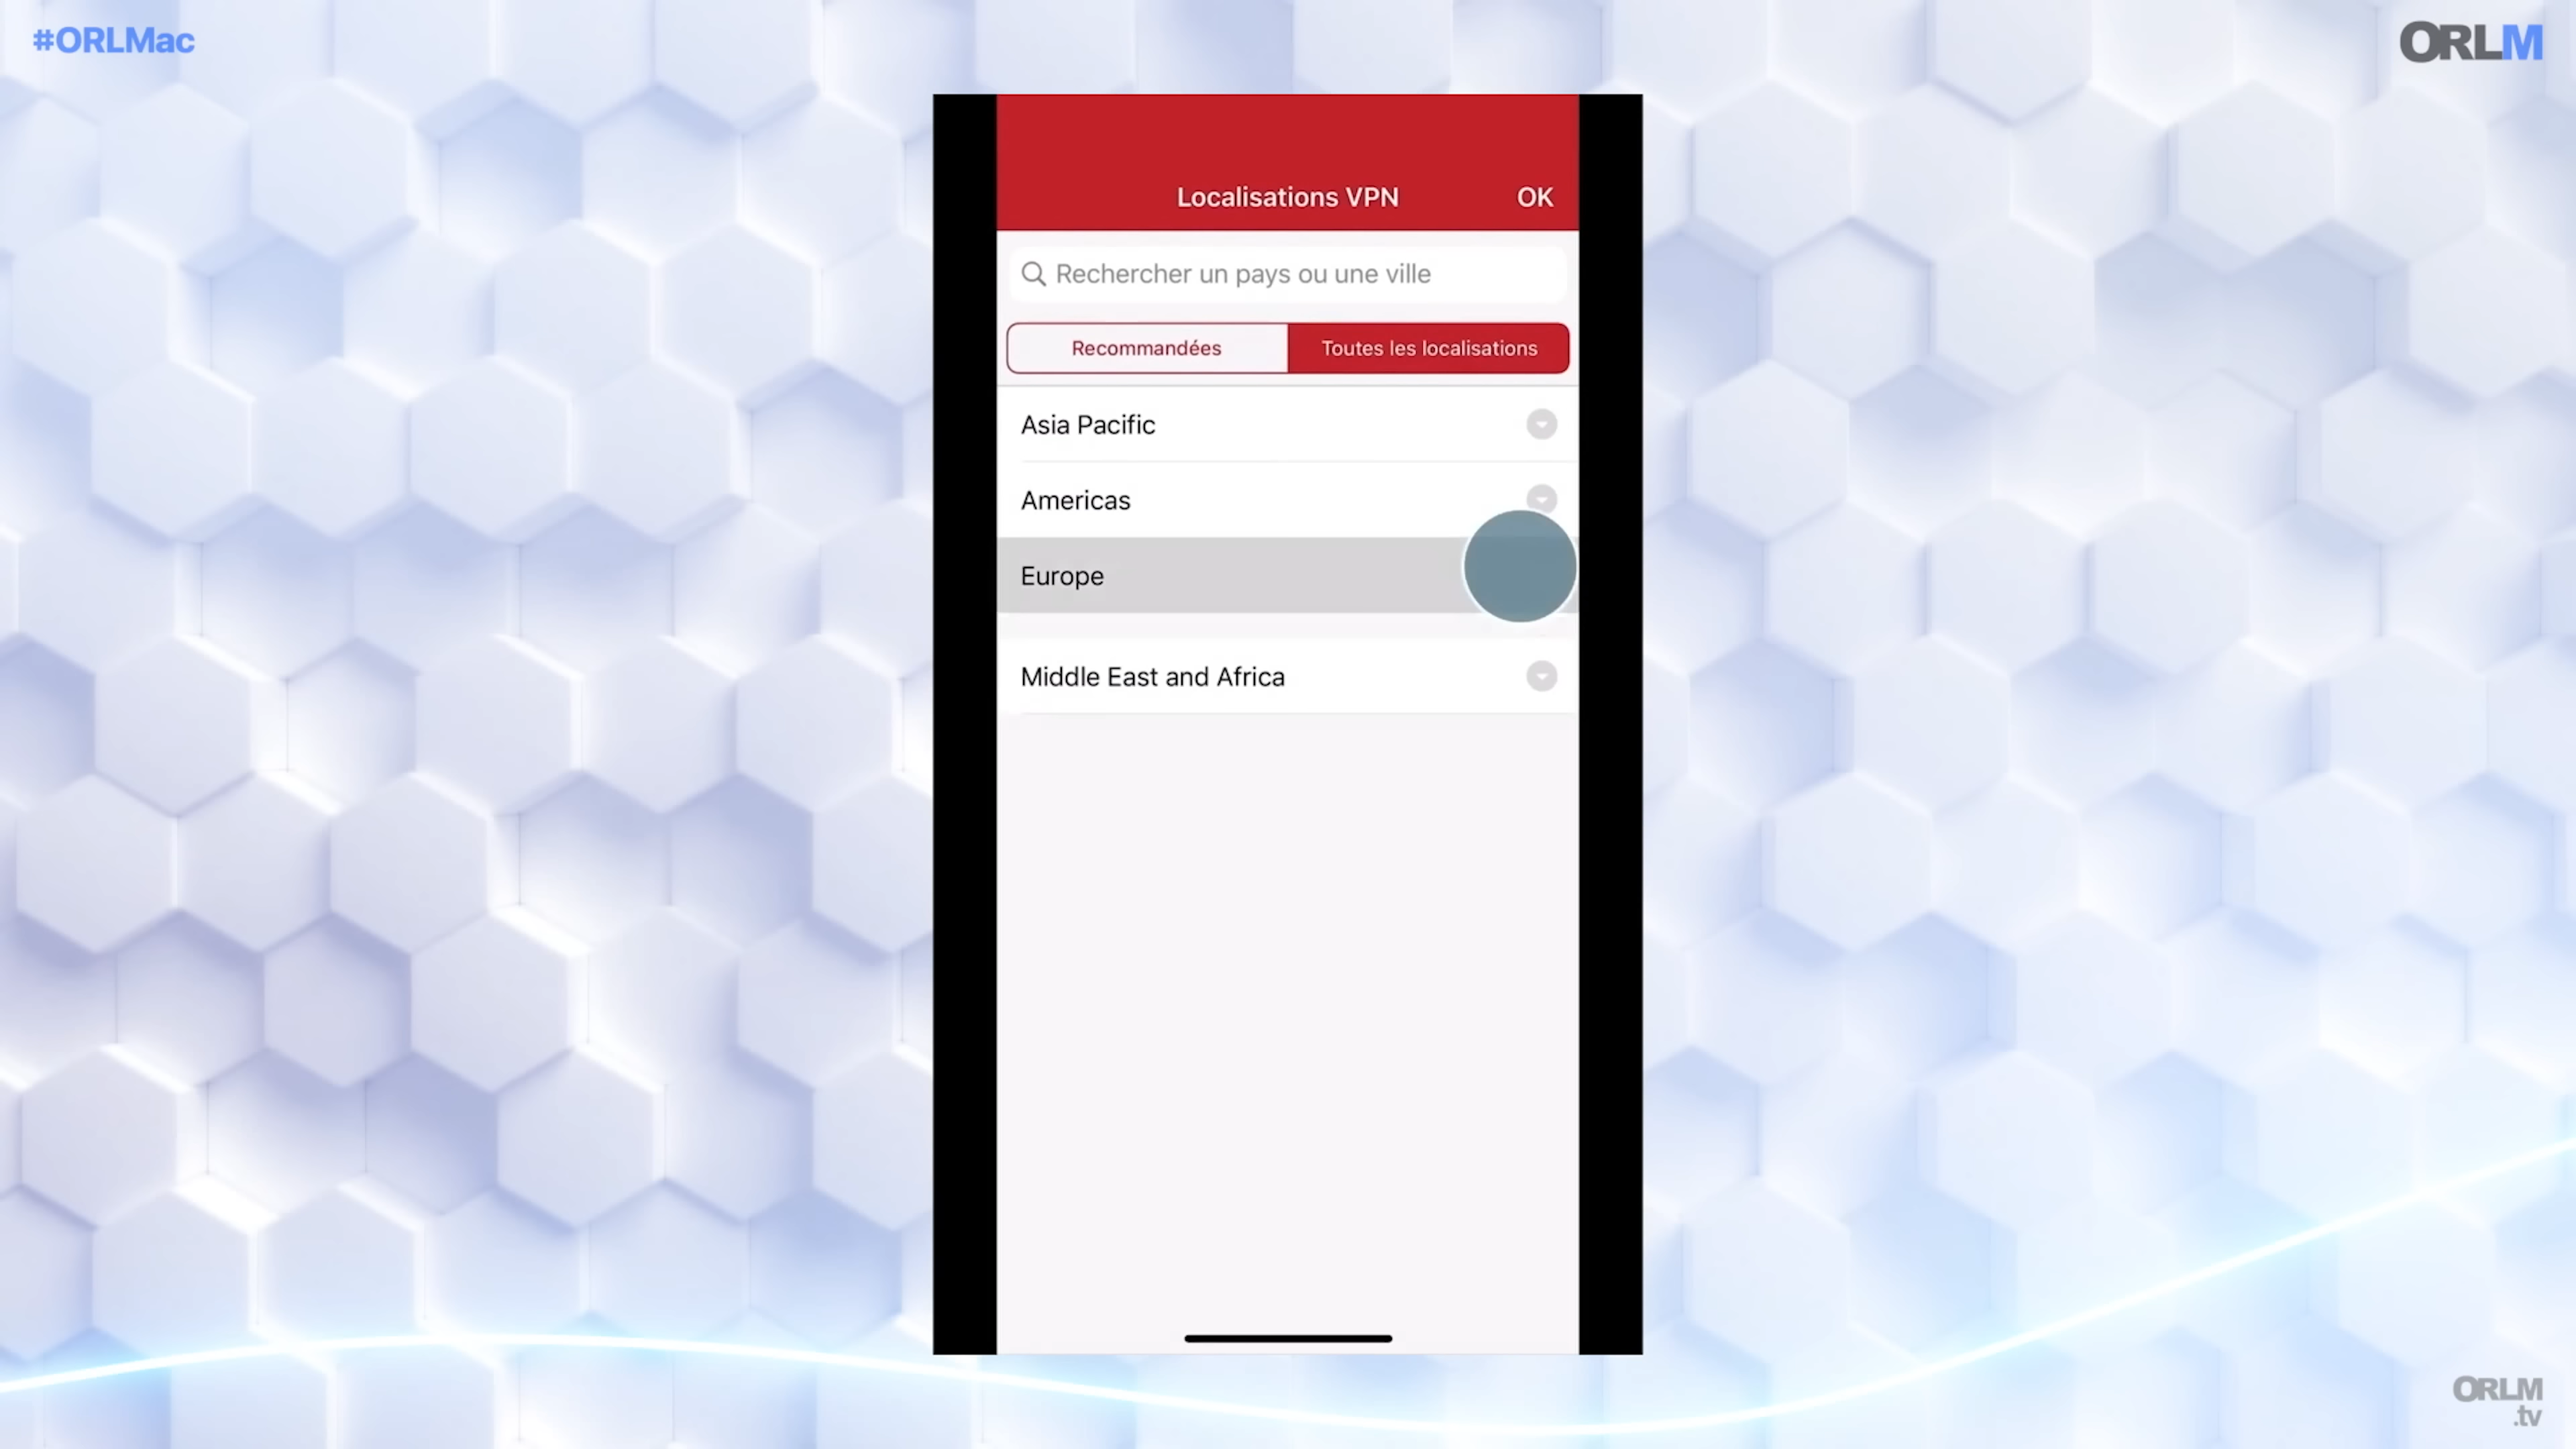 #ORLMac
ORLM
Localisations VPN
OK
Rechercher un pays ou une ville
Recommandées
Toutes les localisations
Asia Pacific
Americas
Europe
Middle East and Africa
ORLM
.tv